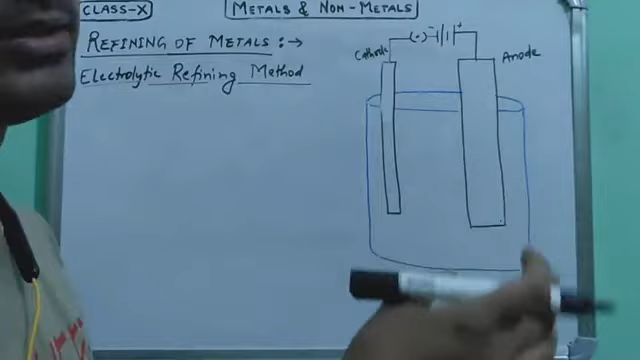 CLASS-X
METALS & NON-METALS
REFINING OF METALS :→
Electrolytic Refining Method
Cathode
(•)
− +
Anode